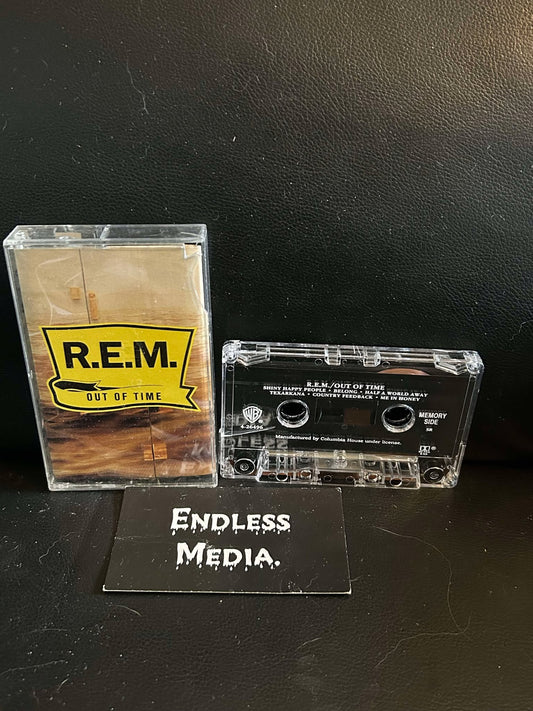 R.E.M.
OUT OF TIME
R.E.M./OUT OF TIME
SHINY HAPPY PEOPLE • BELONG • HALF A WORLD AWAY
TEXARKANA • COUNTRY FEEDBACK • ME IN HONEY
4-26496
MEMORY
SIDE
SR
Manufactured by Columbia House under license.
ENDLESS
MEDIA.